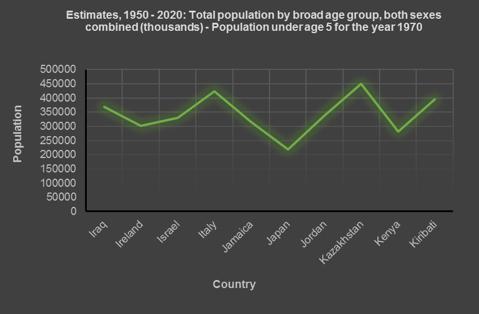 Estimates, 1950 - 2020: Total population by broad age group, both sexes
combined (thousands) - Population under age 5 for the year 1970
Population
500000
450000
400000
350000
300000
250000
200000
150000
100000
50000
0
Iraq
Ireland
Israel
Italy
Jamaica
Japan
Jordan
Kazakhstan
Kenya
Kiribati
Country